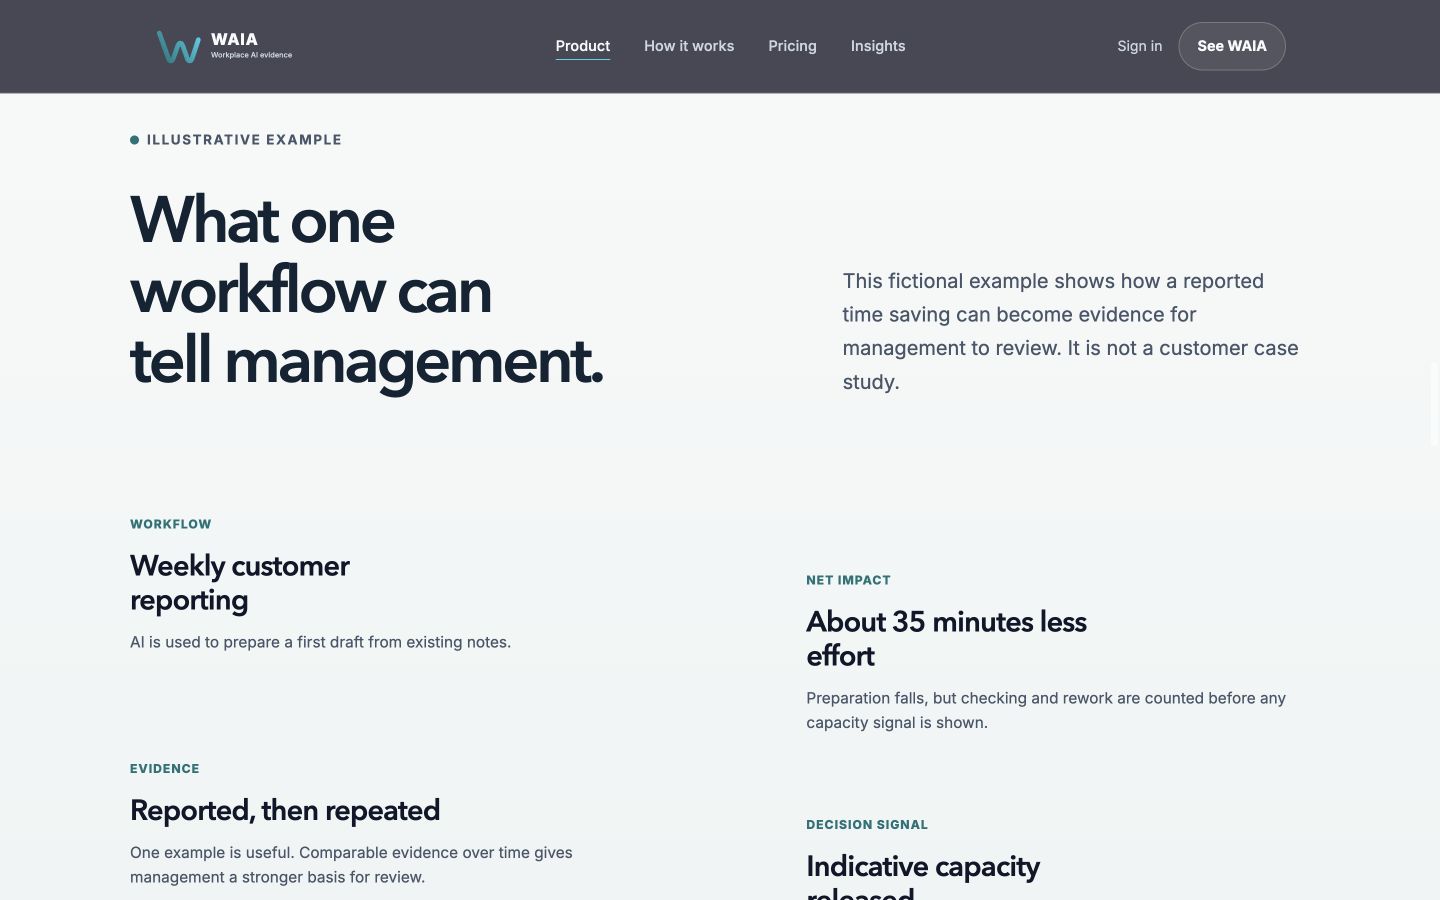 WAIA
Workplace AI evidence
Product
How it works
Pricing
Insights
Sign in
See WAIA
ILLUSTRATIVE EXAMPLE
What one
workflow can
tell management.
This fictional example shows how a reported
time saving can become evidence for
management to review. It is not a customer case
study.
WORKFLOW
Weekly customer
reporting
AI is used to prepare a first draft from existing notes.
NET IMPACT
About 35 minutes less
effort
Preparation falls, but checking and rework are counted before any
capacity signal is shown.
EVIDENCE
Reported, then repeated
One example is useful. Comparable evidence over time gives
management a stronger basis for review.
DECISION SIGNAL
Indicative capacity
released